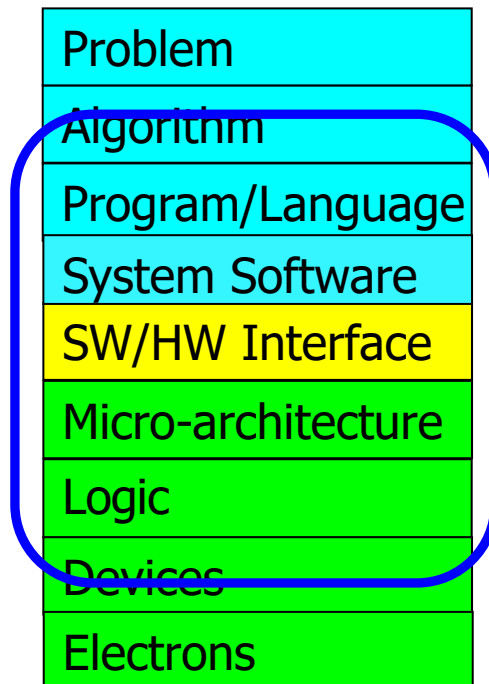 Problem
Algorithm
Program/Language
System Software
SW/HW Interface
Micro-architecture
Logic
Devices
Electrons